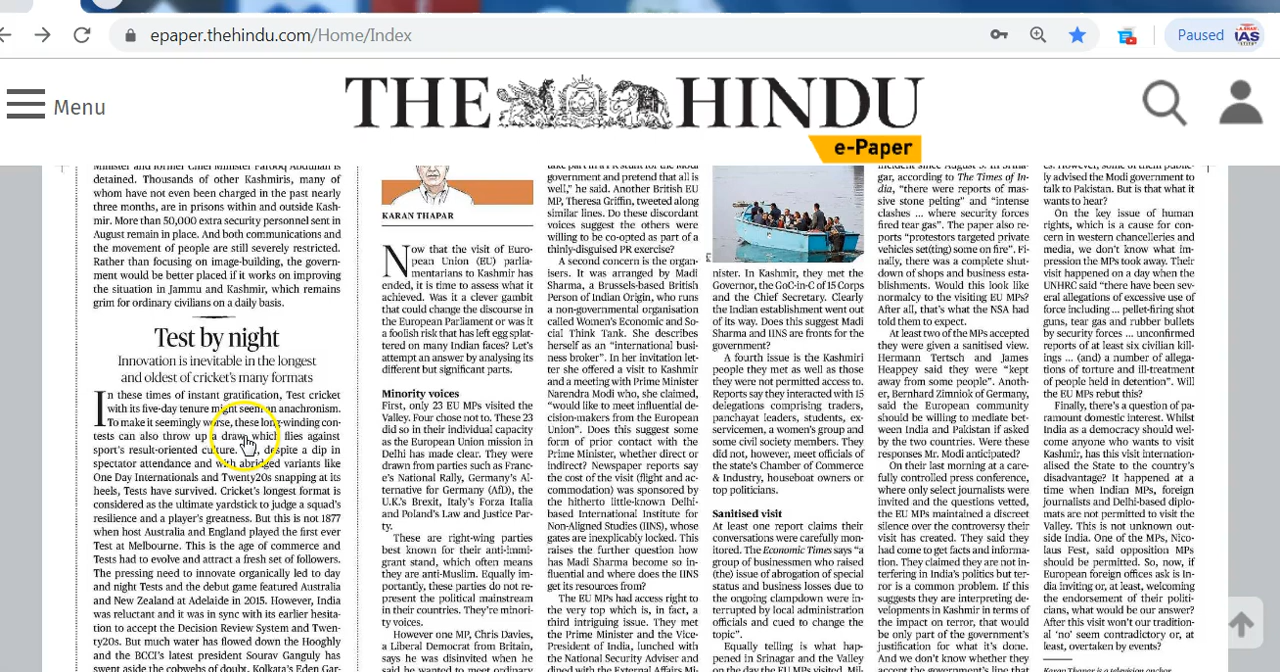 epaper.thehindu.com/Home/Index
Paused
IAS
Menu
THE HINDU
e-Paper
Minister and former Chief Minister Farooq Abdullah is
detained. Thousands of other Kashmiris, many of
whom have not even been charged in the past nearly
three months, are in prisons within and outside Kash-
mir. More than 50,000 extra security personnel sent in
August remain in place. And both communications and
the movement of people are still severely restricted.
Rather than focusing on image-building, the govern-
ment would be better placed if it works on improving
the situation in Jammu and Kashmir, which remains
grim for ordinary civilians on a daily basis.
Test by night
Innovation is inevitable in the longest
and oldest of cricket's many formats
In these times of instant gratification, Test cricket
with its five-day tenure might seem an anachronism.
To make it seemingly worse, these long-winding con-
tests can also throw up a draw, which flies against
sport's result-oriented culture. despite a dip in
spectator attendance and with abridged variants like
One Day Internationals and Twenty20s snapping at its
heels, Tests have survived. Cricket's longest format is
considered as the ultimate yardstick to judge a squad's
resilience and a player's greatness. But this is not 1877
when host Australia and England played the first ever
Test at Melbourne. This is the age of commerce and
Tests had to evolve and attract a fresh set of followers.
The pressing need to innovate organically led to day
and night Tests and the debut game featured Australia
and New Zealand at Adelaide in 2015. However, India
was reluctant and it was in sync with its earlier hesita-
tion to accept the Decision Review System and Twen-
ty20s. But much water has flowed down the Hooghly
and the BCCI's latest president Sourav Ganguly has
swept aside the cobwebs of doubt. Kolkata's Eden Gar-
KARAN THAPAR
Now that the visit of Euro-
pean Union (EU) parlia-
mentarians to Kashmir has
ended, it is time to assess what it
achieved. Was it a clever gambit
that could change the discourse in
the European Parliament or was it
a foolish risk that has left egg splat-
tered on many Indian faces? Let's
attempt an answer by analysing its
different but significant parts.
Minority voices
First, only 23 EU MPs visited the
Valley. Four chose not to. These 23
did so in their individual capacity
as the European Union mission in
Delhi has made clear. They were
drawn from parties such as Franc-
e's National Rally, Germany's Al-
ternative for Germany (AfD), the
U.K.'s Brexit, Italy's Forza Italia
and Poland's Law and Justice Par-
ty.
These are right-wing parties
best known for their anti-immi-
grant stand, which often means
they are anti-Muslim. Equally im-
portantly, these parties do not re-
present the political mainstream
in their countries. They're minori-
ty voices.
However one MP, Chris Davies,
a Liberal Democrat from Britain,
says he was disinvited when he
said he wanted to meet ordinary
take part in a PR stunt for the Modi
government and pretend that all is
well," he said. Another British EU
MP, Theresa Griffin, tweeted along
similar lines. Do these discordant
voices suggest the others were
willing to be co-opted as part of a
thinly-disguised PR exercise?
A second concern is the organ-
isers. It was arranged by Madi
Sharma, a Brussels-based British
Person of Indian Origin, who runs
a non-governmental organisation
called Women's Economic and So-
cial Think Tank. She describes
herself as an "international busi-
ness broker". In her invitation let-
ter she offered a visit to Kashmir
and a meeting with Prime Minister
Narendra Modi who, she claimed,
"would like to meet influential de-
cision-makers from the European
Union". Does this suggest some
form of prior contact with the
Prime Minister, whether direct or
indirect? Newspaper reports say
the cost of the visit (flight and ac-
commodation) was sponsored by
the hitherto little-known Delhi-
based International Institute for
Non-Aligned Studies (IINS), whose
gates are inexplicably locked. This
raises the further question how
has Madi Sharma become so in-
fluential and where does the IINS
get its resources from?
The EU MPs had access right to
the very top which is, in fact, a
third intriguing issue. They met
the Prime Minister and the Vice-
President of India, lunched with
the National Security Adviser and
dined with the External Affairs Mi-
nister. In Kashmir, they met the
Governor, the GoC-in-C of 15 Corps
and the Chief Secretary. Clearly
the Indian establishment went out
of its way. Does this suggest Madi
Sharma and IINS are fronts for the
government?
A fourth issue is the Kashmiri
people they met as well as those
they were not permitted access to.
Reports say they interacted with 15
delegations comprising traders,
panchayat leaders, students, ex-
servicemen, a women's group and
some civil society members. They
did not, however, meet officials of
the state's Chamber of Commerce
& Industry, houseboat owners or
top politicians.
Sanitised visit
At least one report claims their
conversations were carefully mon-
itored. The Economic Times says "a
group of businessmen who raised
(the) issue of abrogation of special
status and business losses due to
the ongoing clampdown were in-
terrupted by local administration
officials and cued to change the
topic".
Equally telling is what hap-
pened in Srinagar and the Valley
on the day the EU MPs visited. Mil-
incident since August 5. In Srina-
gar, according to The Times of In-
dia, "there were reports of mas-
sive stone pelting" and "intense
clashes ... where security forces
fired tear gas". The paper also re-
ports "protestors targeted private
vehicles set(ting) some on fire". Fi-
nally, there was a complete shut-
down of shops and business esta-
blishments. Would this look like
normalcy to the visiting EU MPs?
After all, that's what the NSA had
told them to expect.
At least two of the MPs accepted
they were given a sanitised view.
Hermann Tertsch and James
Heappey said they were "kept
away from some people". Anoth-
er, Bernhard Zimniok of Germany,
said the European community
should be willing to mediate bet-
ween India and Pakistan if asked
by the two countries. Were these
responses Mr. Modi anticipated?
On their last morning at a care-
fully controlled press conference,
where only select journalists were
invited and the questions vetted,
the EU MPs maintained a discreet
silence over the controversy their
visit has created. They said they
had come to get facts and informa-
tion. They claimed they are not in-
terfering in India's politics but ter-
ror is a common problem. If this
suggests they are interpreting de-
velopments in Kashmir in terms of
the impact on terror, that would
be only part of the government's
justification for what it's done.
And we don't know whether they
accept the government's line that
es. However, some of them public-
ly advised the Modi government to
talk to Pakistan. But is that what it
wants to hear?
On the key issue of human
rights, which is a cause for con-
cern in western chancelleries and
media, we don't know what im-
pression the MPs took away. Their
visit happened on a day when the
UNHRC said "there have been sev-
eral allegations of excessive use of
force including ... pellet-firing shot
guns, tear gas and rubber bullets
by security forces ... unconfirmed
reports of at least six civilian kill-
ings ... (and) a number of allega-
tions of torture and ill-treatment
of people held in detention". Will
the EU MPs rebut this?
Finally, there's a question of pa-
ramount domestic interest. Whilst
India as a democracy should wel-
come anyone who wants to visit
Kashmir, has this visit internation-
alised the State to the country's
disadvantage? It happened at a
time when Indian MPs, foreign
journalists and Delhi-based diplo-
mats are not permitted to visit the
Valley. This is not unknown out-
side India. One of the MPs, Nico-
laus Fest, said opposition MPs
should be permitted. So, now, if
European foreign offices ask is In-
dia inviting or, at least, welcoming
the endorsement of their politi-
cians, what would be our answer?
After this visit won't our tradition-
al 'no' seem contradictory or, at
least, overtaken by events?
Karan Thapar is a television anchor